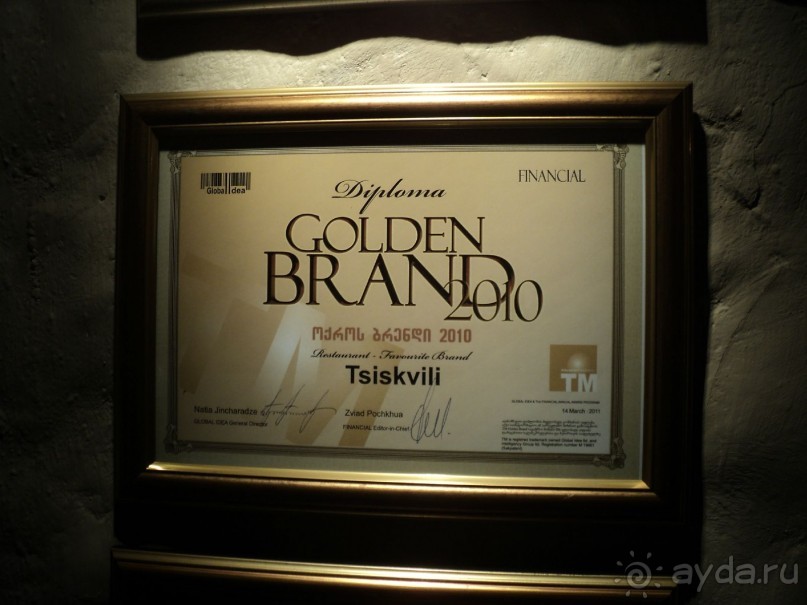 Global Idea
FINANCIAL
Diploma
GOLDEN
BRAND
2010
ოქროს ბრენდი 2010
Restaurant - Favourite Brand
Tsiskvili
TM
Natia Jincharadze
GLOBAL IDEA General Director
Zviad Pochkhua
FINANCIAL Editor-in-Chief
14 March 2011
ayda.ru